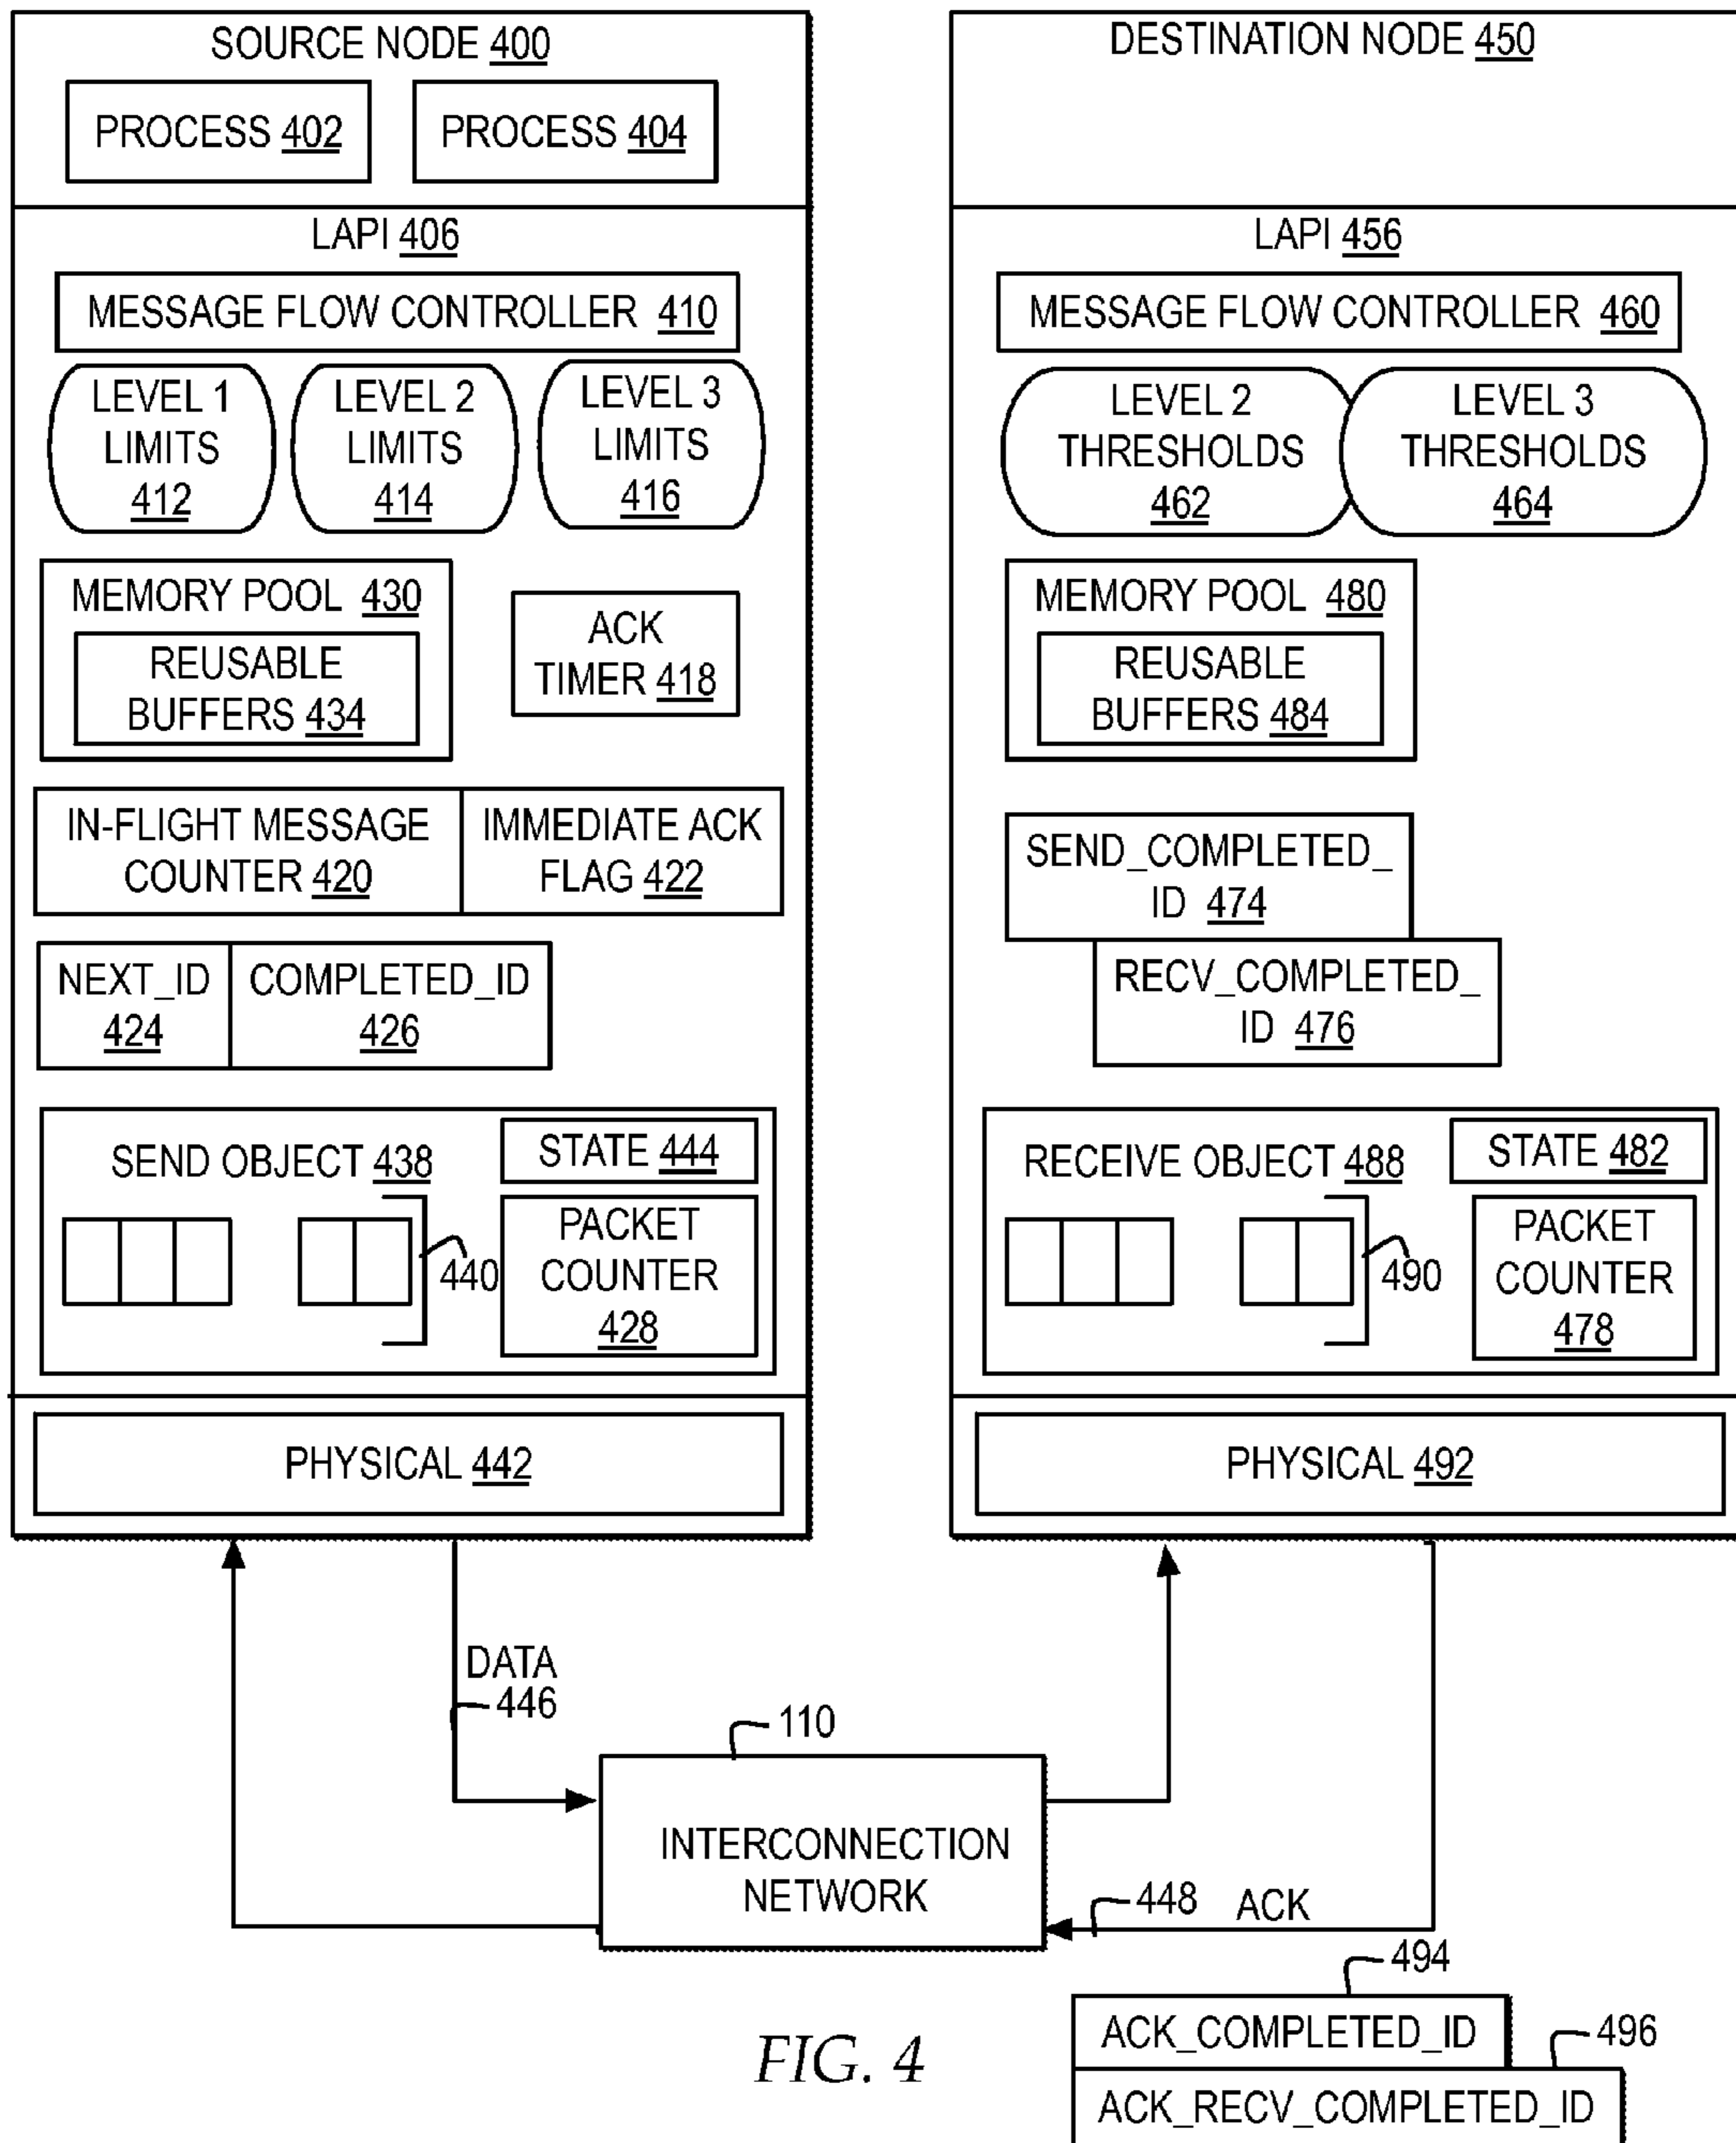 SOURCE NODE 400
PROCESS 402
PROCESS 404
LAPI 406
MESSAGE FLOW CONTROLLER 410
LEVEL 1
LIMITS
412
LEVEL 2
LIMITS
414
LEVEL 3
LIMITS
416
MEMORY POOL 430
REUSABLE
BUFFERS 434
ACK
TIMER 418
IN-FLIGHT MESSAGE
COUNTER 420
IMMEDIATE ACK
FLAG 422
NEXT_ID
424
COMPLETED_ID
426
SEND OBJECT 438
STATE 444
440
PACKET
COUNTER
428
PHYSICAL 442
DESTINATION NODE 450
LAPI 456
MESSAGE FLOW CONTROLLER 460
LEVEL 2
THRESHOLDS
462
LEVEL 3
THRESHOLDS
464
MEMORY POOL 480
REUSABLE
BUFFERS 484
SEND_COMPLETED_
ID 474
RECV_COMPLETED_
ID 476
RECEIVE OBJECT 488
STATE 482
490
PACKET
COUNTER
478
PHYSICAL 492
DATA
446
110
INTERCONNECTION
NETWORK
448 ACK
494
ACK_COMPLETED_ID
496
ACK_RECV_COMPLETED_ID
FIG. 4